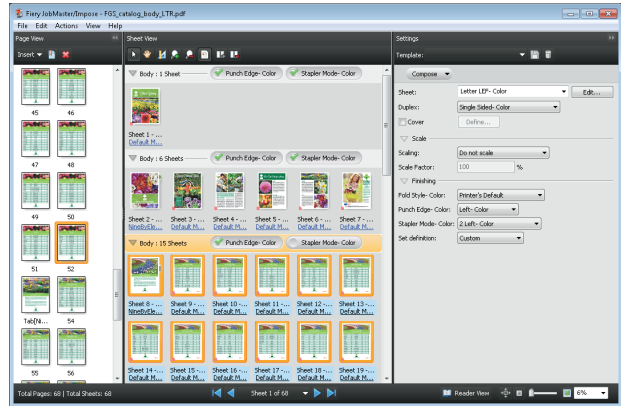 Fiery JobMaster/Impose - FGS_catalog_body_LTR.pdf
File Edit Actions View Help
Page View
Sheet View
Settings
Insert
Template:
Compose
Body : 1 Sheet
Punch Edge- Color
Stapler Mode- Color
Sheet: Letter LEF- Color Edit...
Duplex: Single Sided- Color
Cover Define...
45 46
Sheet 1 - ...
Default M...
Scale
Body : 6 Sheets
Punch Edge- Color
Stapler Mode- Color
Scaling: Do not scale
47 48
Scale Factor: 100 %
Finishing
Fold Style- Color: Printer's Default
Punch Edge- Color: Left- Color
49 50
Sheet 2 - ... Sheet 3 - ... Sheet 4 - ... Sheet 5 - ... Sheet 6 - ... Sheet 7 - ...
NineByEle... Default M... Default M... Default M... Default M... Default M...
Stapler Mode- Color: 2 Left- Color
Set definition: Custom
Body : 15 Sheets
Punch Edge- Color
Stapler Mode- Color
51 52
Sheet 8 - ... Sheet 9 - ... Sheet 10 -... Sheet 11 -... Sheet 12 -... Sheet 13 -...
NineByEle... Default M... Default M... Default M... Default M... Default M...
Tab[Ni... 54
55 56
Sheet 14 -... Sheet 15 -... Sheet 16 -... Sheet 17 -... Sheet 18 -... Sheet 19 -...
Default M... Default M... Default M... Default M... Default M... Default M...
Total Pages: 68 | Total Sheets: 68
Sheet 1 of 68
Reader View
6%